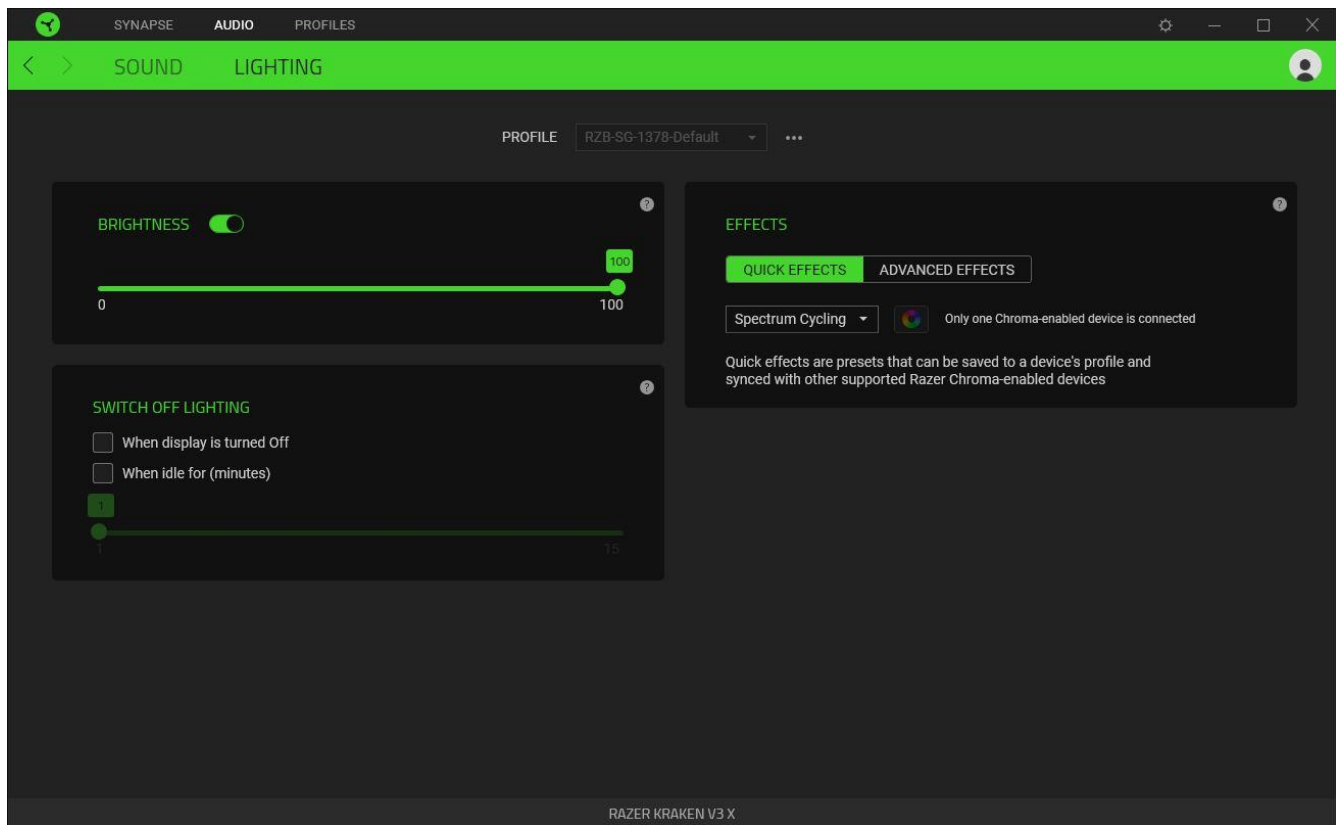 SYNAPSE AUDIO PROFILES
SOUND LIGHTING
PROFILE RZB-SG-1378-Default
BRIGHTNESS
100
0 100
SWITCH OFF LIGHTING
When display is turned Off
When idle for (minutes)
1
1 15
EFFECTS
QUICK EFFECTS ADVANCED EFFECTS
Spectrum Cycling Only one Chroma-enabled device is connected
Quick effects are presets that can be saved to a device's profile and
synced with other supported Razer Chroma-enabled devices
RAZER KRAKEN V3 X